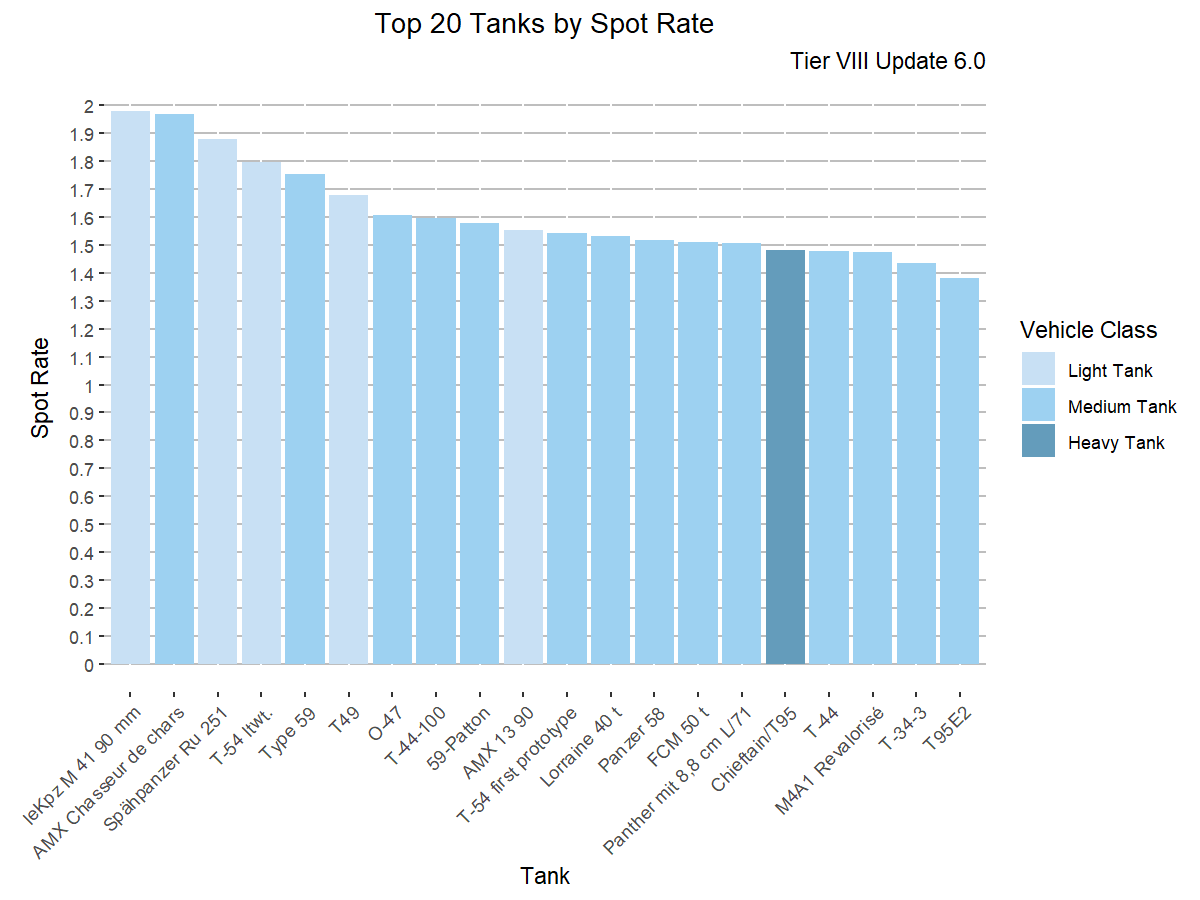 Top 20 Tanks by Spot Rate
Tier VIII Update 6.0
Spot Rate
2
1.9
1.8
1.7
1.6
1.5
1.4
1.3
1.2
1.1
1
0.9
0.8
0.7
0.6
0.5
0.4
0.3
0.2
0.1
0
leKpz M 41 90 mm
AMX Chasseur de chars
Spähpanzer Ru 251
T-54 ltwt.
Type 59
T49
O-47
T-44-100
59-Patton
AMX 13 90
T-54 first prototype
Lorraine 40 t
Panzer 58
FCM 50 t
Panther mit 8,8 cm L/71
Chieftain/T95
T-44
M4A1 Revalorisé
T-34-3
T95E2
Tank
Vehicle Class
Light Tank
Medium Tank
Heavy Tank